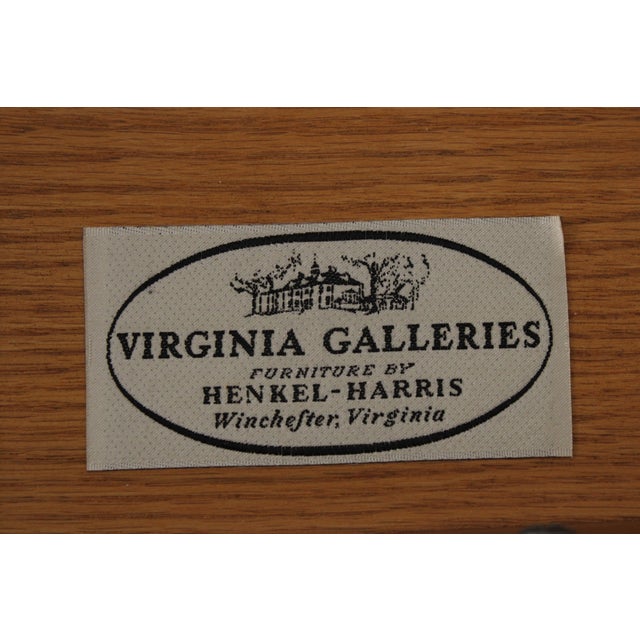 VIRGINIA GALLERIES
FURNITURE BY
HENKEL-HARRIS
Wincheſter, Virginia